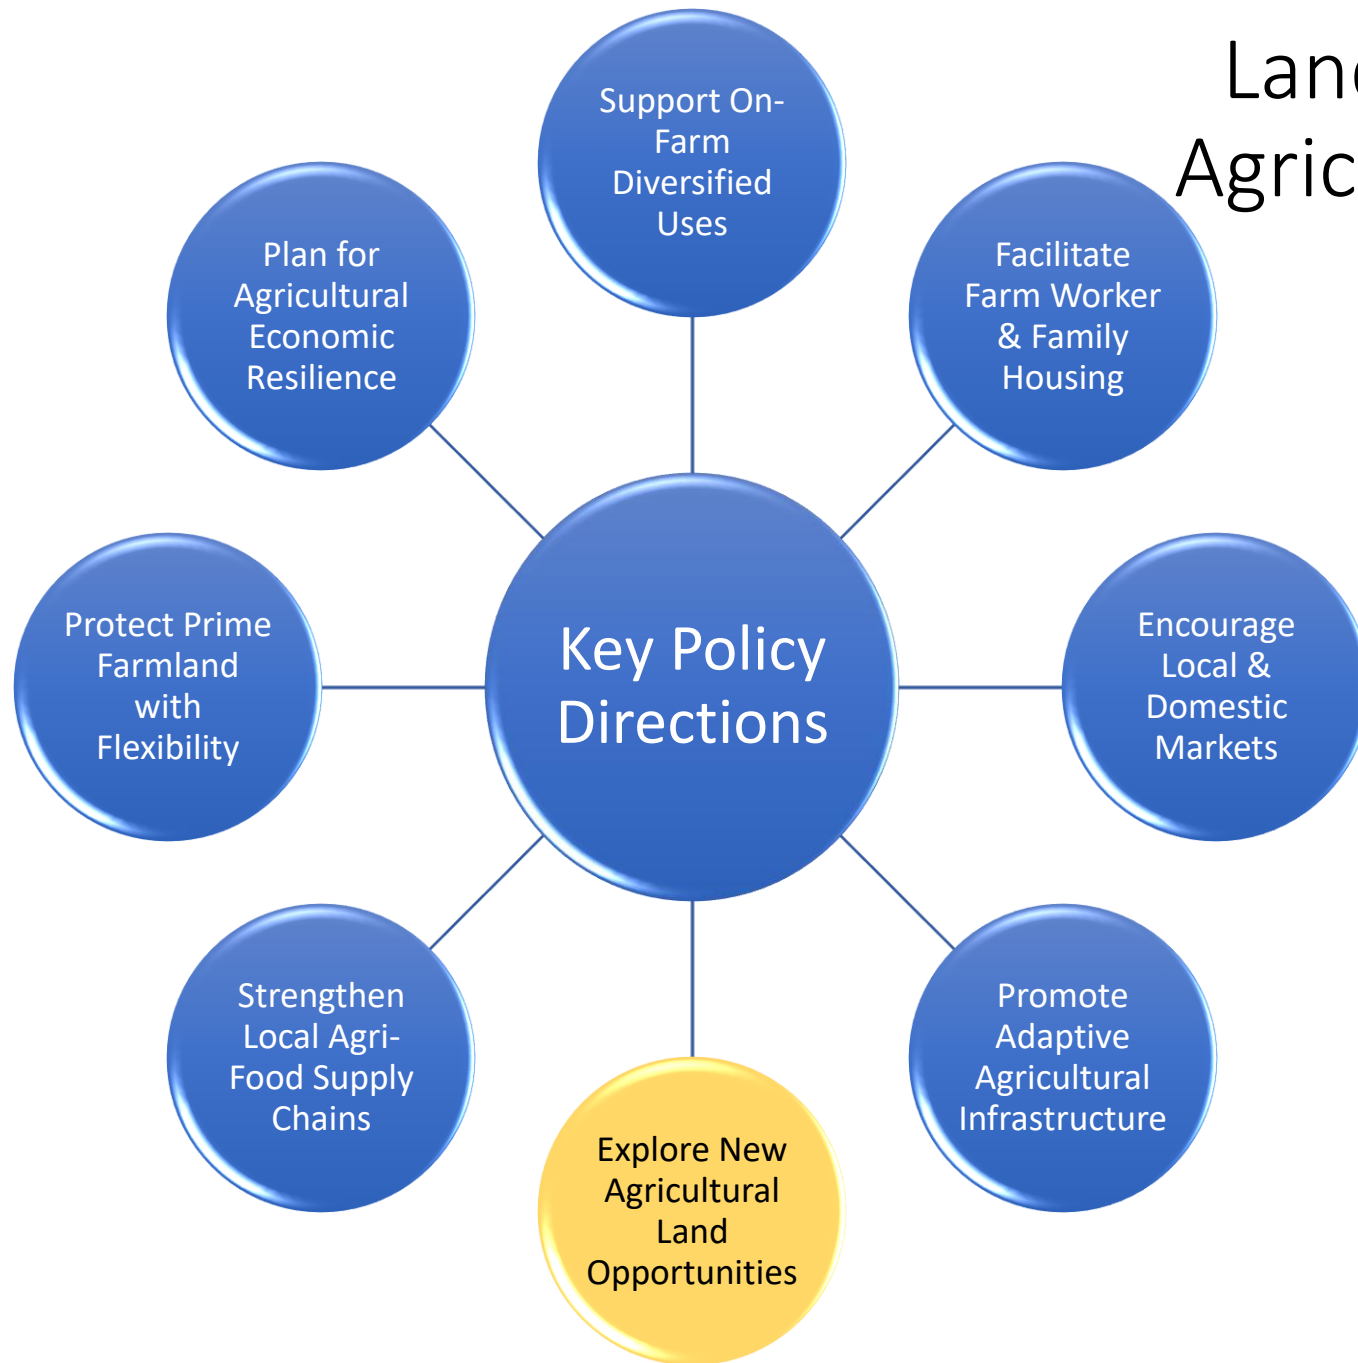 Support On-
Farm
Diversified
Uses
Facilitate
Farm Worker
& Family
Housing
Encourage
Local &
Domestic
Markets
Promote
Adaptive
Agricultural
Infrastructure
Explore New
Agricultural
Land
Opportunities
Strengthen
Local Agri-
Food Supply
Chains
Protect Prime
Farmland
with
Flexibility
Plan for
Agricultural
Economic
Resilience
Key Policy
Directions